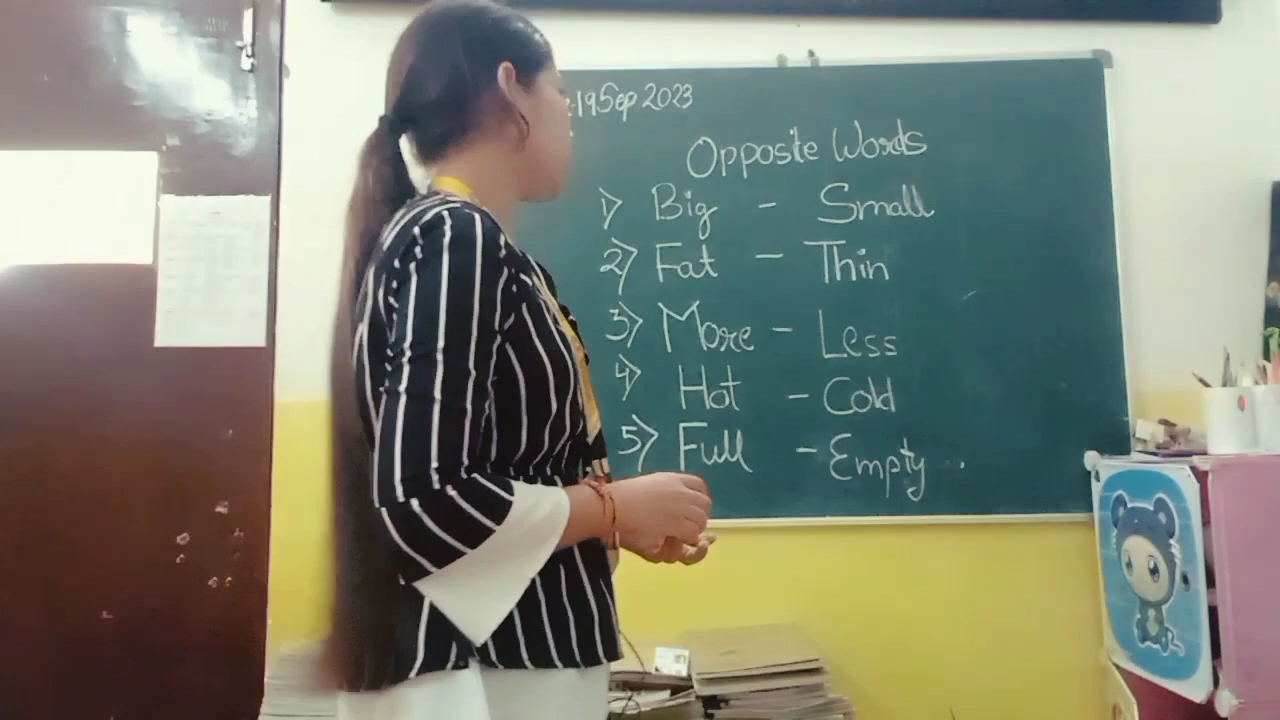 19 Sep 2023
Opposite Words
1) Big - Small
2) Fat - Thin
3) More - Less
4) Hot - Cold
5) Full - Empty .